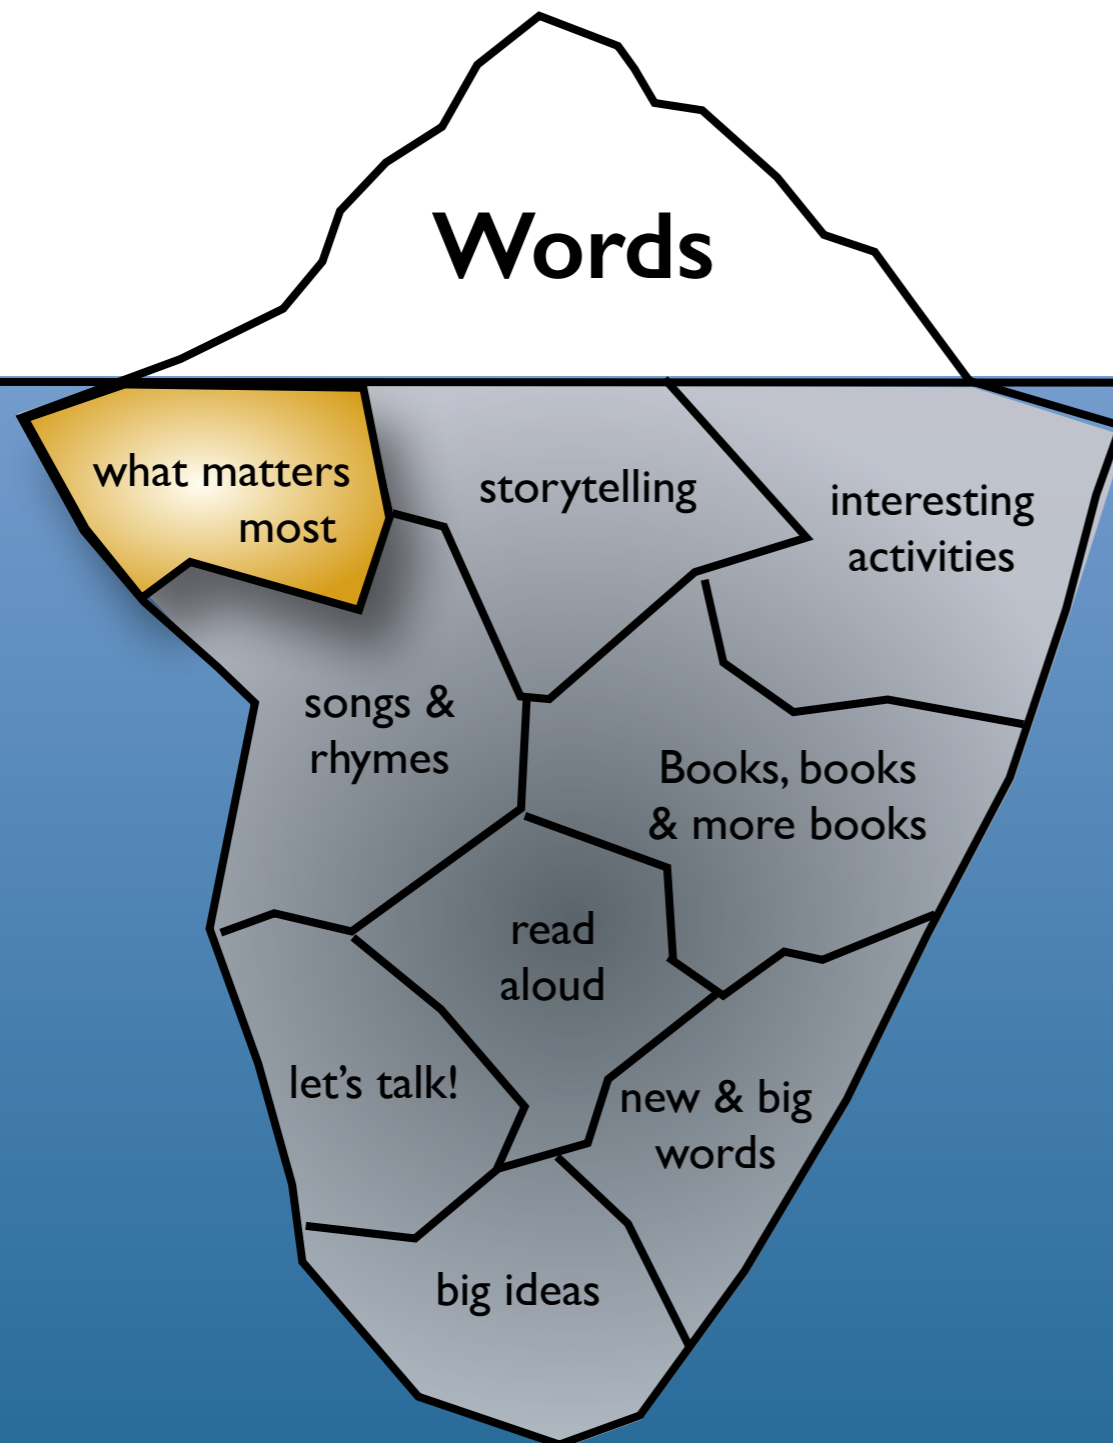 Words
what matters
most
storytelling
interesting
activities
songs &
rhymes
Books, books
& more books
read
aloud
let's talk!
new & big
words
big ideas